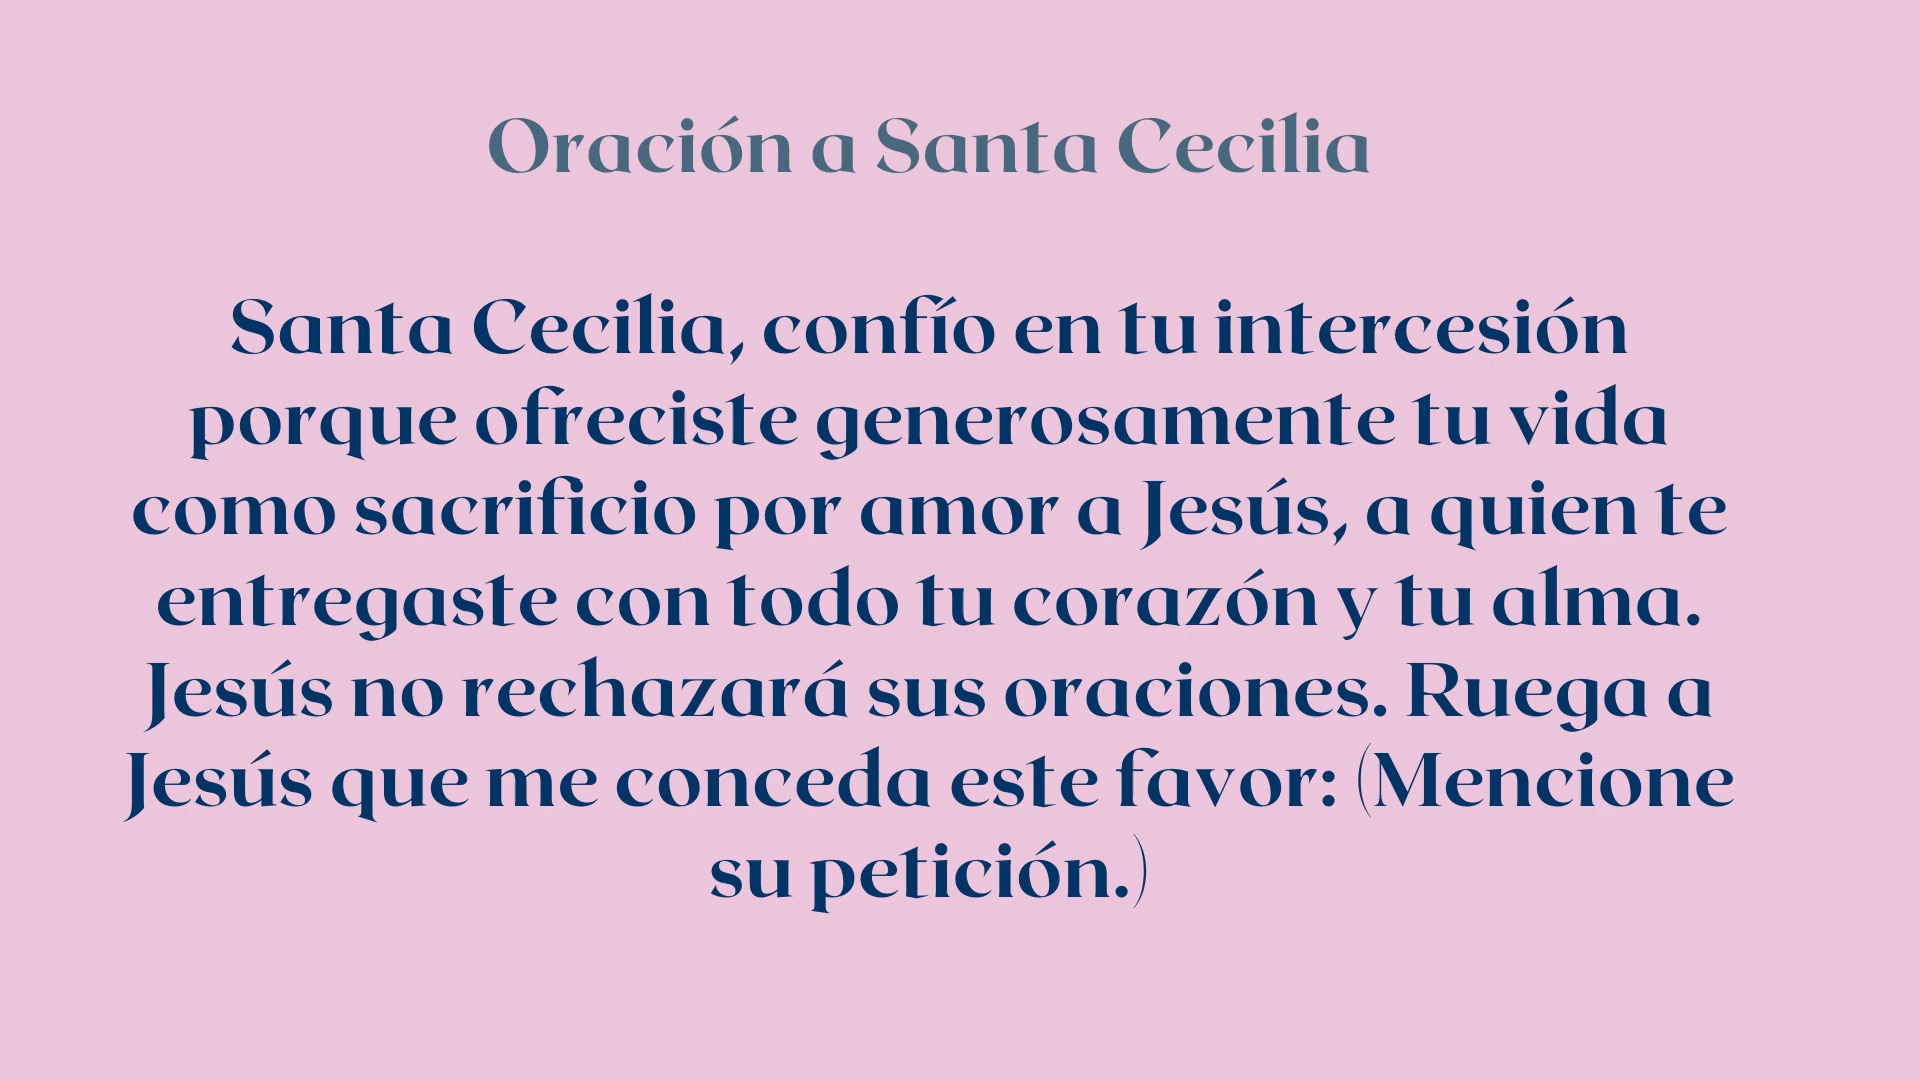 Oración a Santa Cecilia
Santa Cecilia, confío en tu intercesión
porque ofreciste generosamente tu vida
como sacrificio por amor a Jesús, a quien te
entregaste con todo tu corazón y tu alma.
Jesús no rechazará sus oraciones. Ruega a
Jesús que me conceda este favor: (Mencione
su petición.)